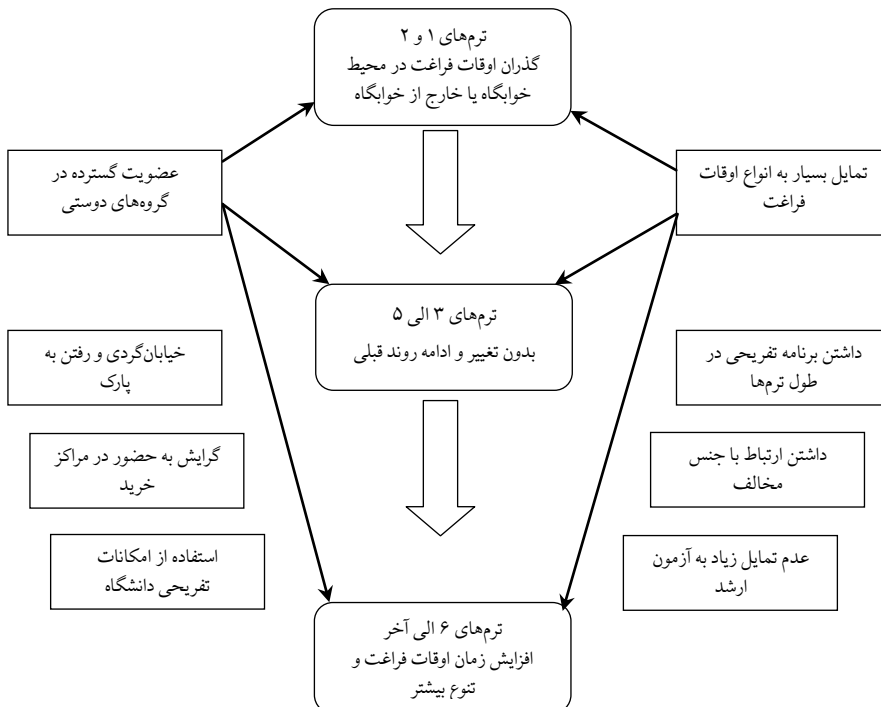 ترم‌های ۱ و ۲
گذران اوقات فراغت در محیط
خوابگاه یا خارج از خوابگاه
تمایل بسیار به انواع اوقات
فراغت
عضویت گسترده در
گروه‌های دوستی
ترم‌های ۳ الی ۵
بدون تغییر و ادامه روند قبلی
داشتن برنامه تفریحی در
طول ترم‌ها
خیابان‌گردی و رفتن به
پارک
داشتن ارتباط با جنس
مخالف
گرایش به حضور در مراکز
خرید
عدم تمایل زیاد به آزمون
ارشد
استفاده از امکانات
تفریحی دانشگاه
ترم‌های ۶ الی آخر
افزایش زمان اوقات فراغت و
تنوع بیشتر